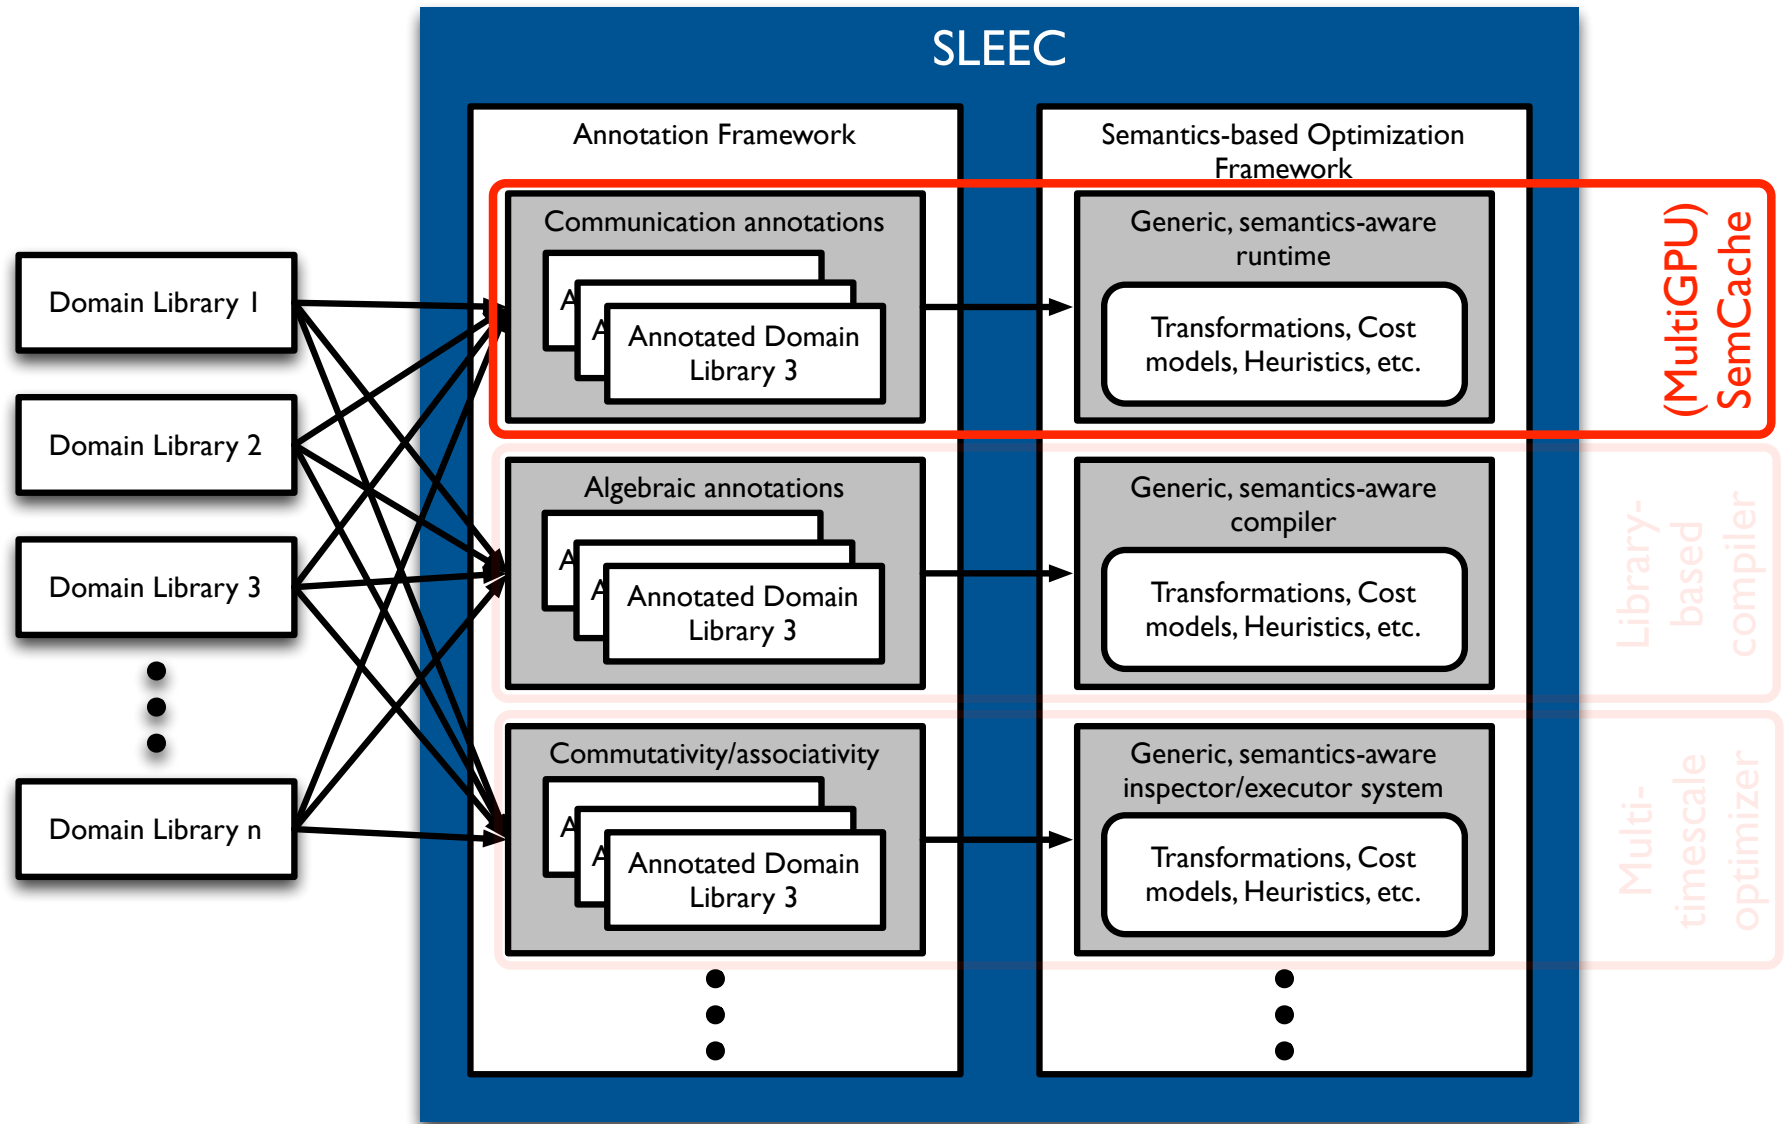 SLEEC
Annotation Framework
Semantics-based Optimization
Framework
Communication annotations
A
A
Annotated Domain
Library 3
Generic, semantics-aware
runtime
Transformations, Cost
models, Heuristics, etc.
(MultiGPU)
SemCache
Domain Library 1
Domain Library 2
Domain Library 3
Domain Library n
Algebraic annotations
A
A
Annotated Domain
Library 3
Generic, semantics-aware
compiler
Transformations, Cost
models, Heuristics, etc.
Library-
based
compiler
Commutativity/associativity
A
A
Annotated Domain
Library 3
Generic, semantics-aware
inspector/executor system
Transformations, Cost
models, Heuristics, etc.
Multi-
timescale
optimizer